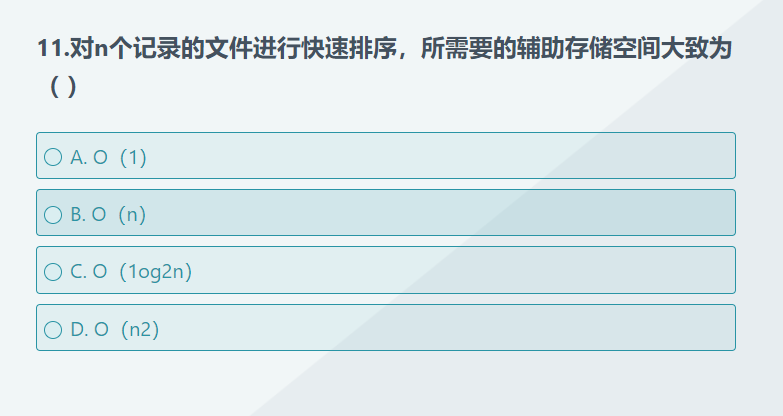 11.对n个记录的文件进行快速排序，所需要的辅助存储空间大致为
（ ）
A. O（1）
B. O（n）
C. O（1og2n）
D. O（n2）